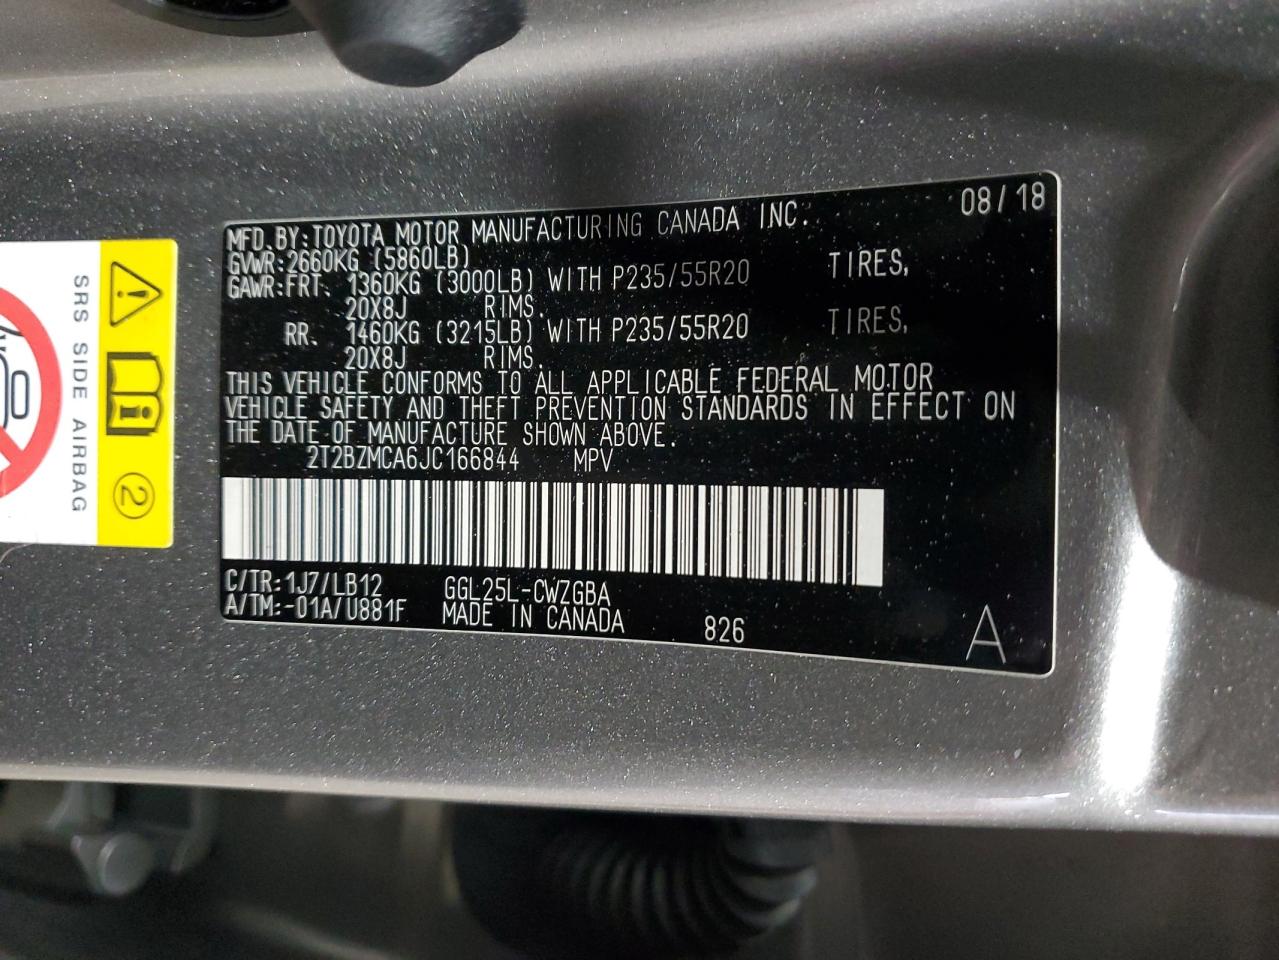 08/18
MFD.BY:TOYOTA MOTOR MANUFACTURING CANADA INC.
GVWR:2660KG (5860LB)
GAWR:FRT. 1360KG (3000LB) WITH P235/55R20 TIRES,
20X8J RIMS.
RR. 1460KG (3215LB) WITH P235/55R20 TIRES,
20X8J RIMS.
THIS VEHICLE CONFORMS TO ALL APPLICABLE FEDERAL MOTOR
VEHICLE SAFETY AND THEFT PREVENTION STANDARDS IN EFFECT ON
THE DATE OF MANUFACTURE SHOWN ABOVE.
2T2BZMCA6JC166844 MPV
C/TR:1J7/LB12 GGL25L-CWZGBA
A/TM:-01A/U881F MADE IN CANADA 826
A
SRS SIDE AIRBAG
2